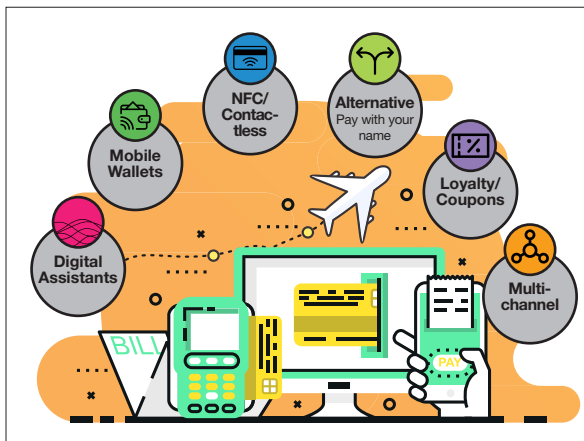 NFC/
Contac-
tless
Alternative
Pay with your
name
Mobile
Wallets
Loyalty/
Coupons
Digital
Assistants
Multi-
channel
BILL
PAY